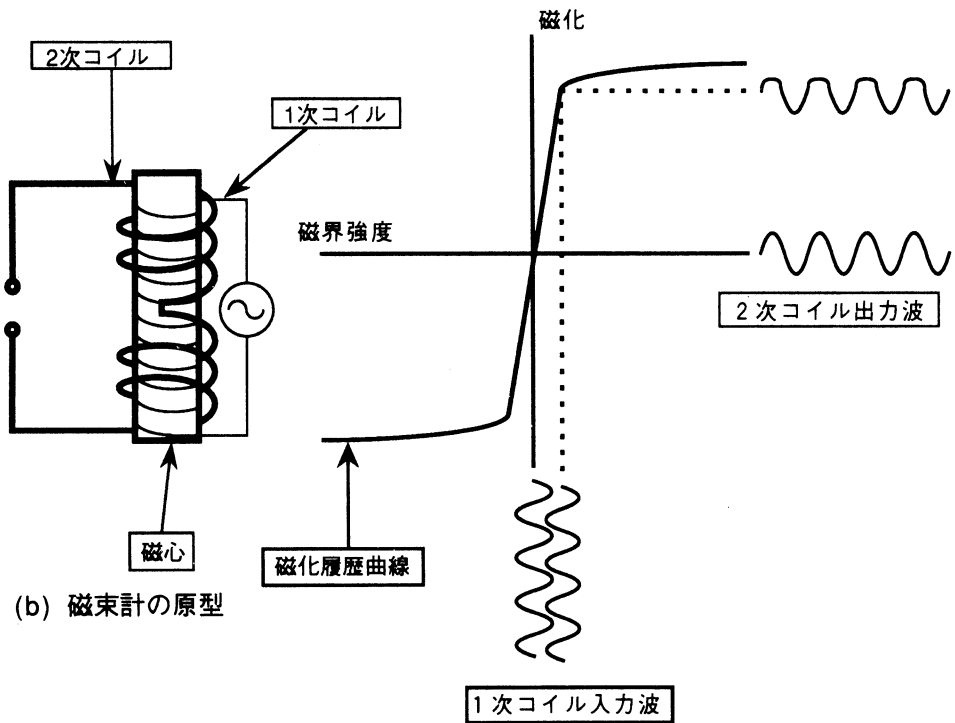 磁化
2次コイル
1次コイル
磁界強度
2次コイル出力波
磁心
磁化履歴曲線
(b) 磁束計の原型
1次コイル入力波